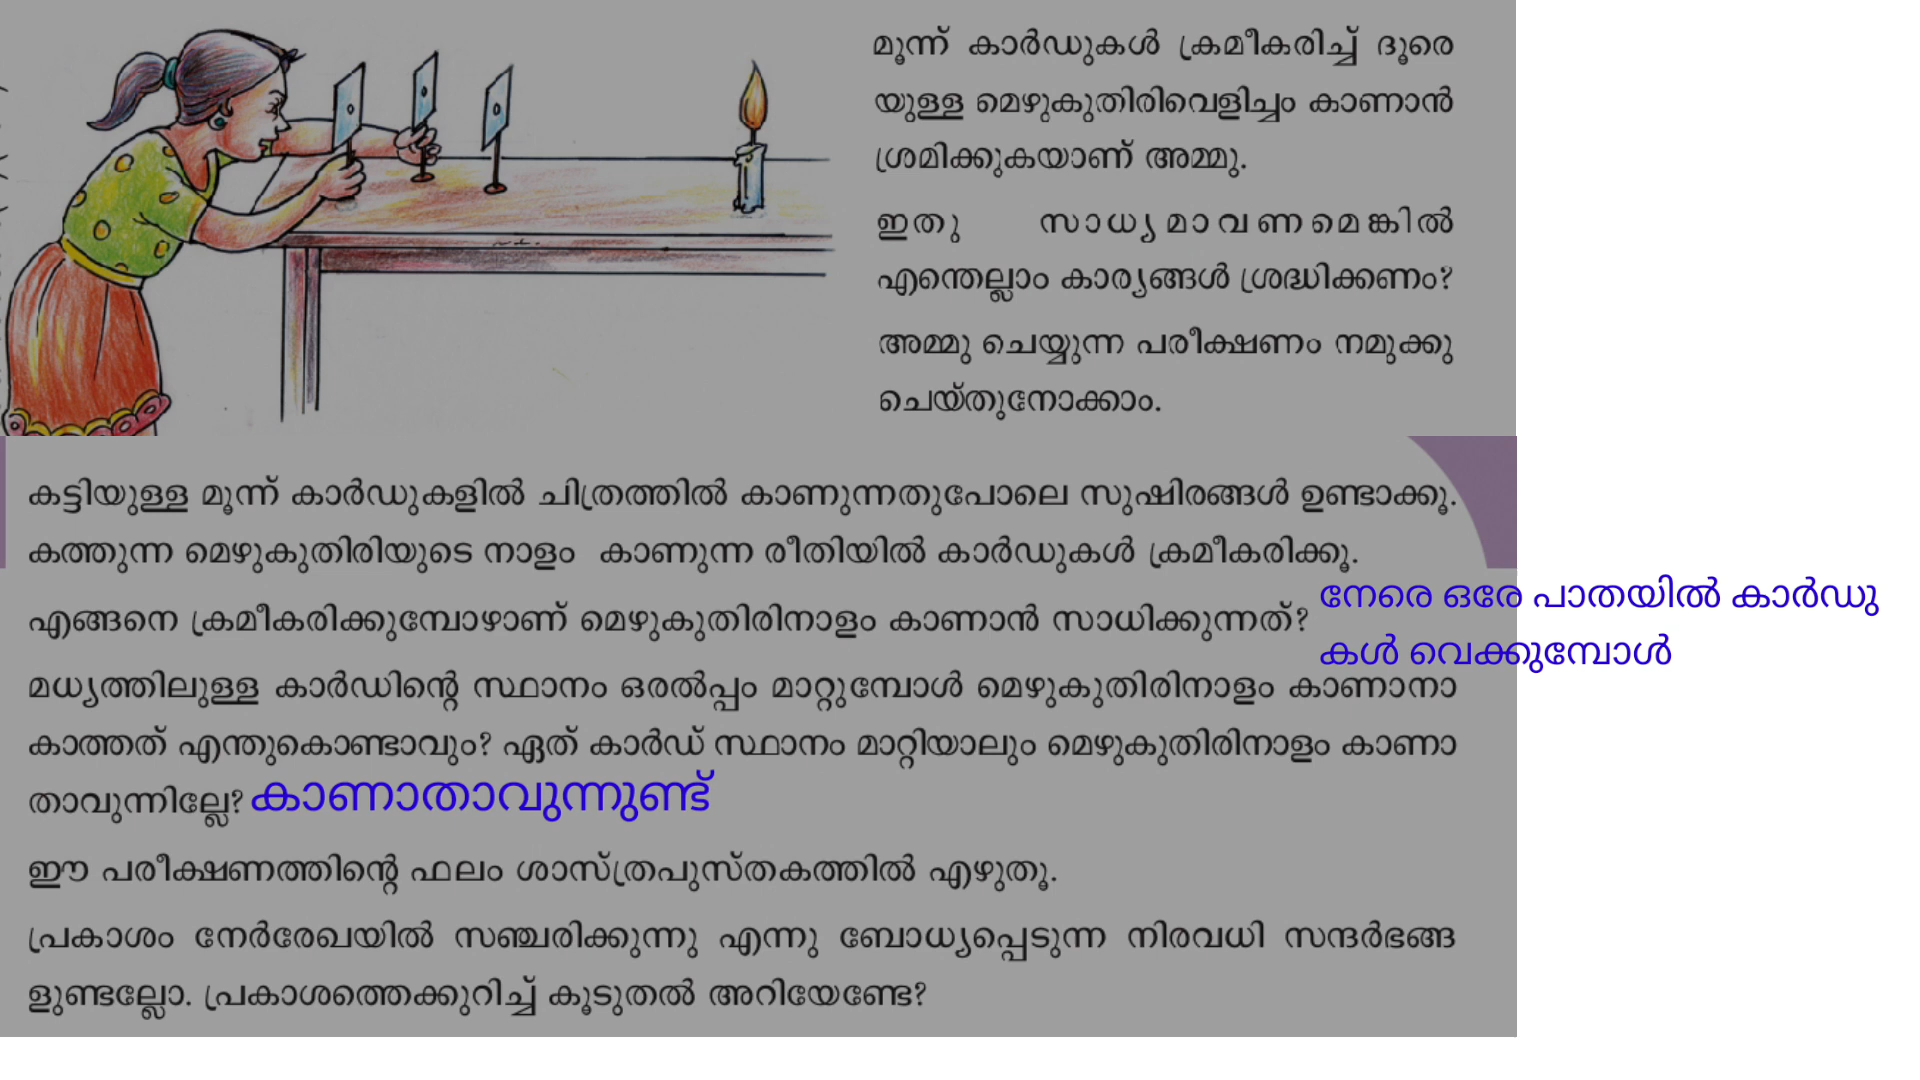 മൂന്ന് കാർഡുകൾ ക്രമീകരിച്ച് ദൂരെ
യുള്ള മെഴുകുതിരിവെളിച്ചം കാണാൻ
ശ്രമിക്കുകയാണ് അമ്മു.
ഇതു സാധ്യമാവണമെങ്കിൽ
എന്തെല്ലാം കാര്യങ്ങൾ ശ്രദ്ധിക്കണം?
അമ്മു ചെയ്യുന്ന പരീക്ഷണം നമുക്കു
ചെയ്തുനോക്കാം.
കട്ടിയുള്ള മൂന്ന് കാർഡുകളിൽ ചിത്രത്തിൽ കാണുന്നതുപോലെ സുഷിരങ്ങൾ ഉണ്ടാക്കൂ.
കത്തുന്ന മെഴുകുതിരിയുടെ നാളം കാണുന്ന രീതിയിൽ കാർഡുകൾ ക്രമീകരിക്കൂ.
എങ്ങനെ ക്രമീകരിക്കുമ്പോഴാണ് മെഴുകുതിരിനാളം കാണാൻ സാധിക്കുന്നത്?
നേരെ ഒരേ പാതയിൽ കാർഡു
കൾ വെക്കുമ്പോൾ
മധ്യത്തിലുള്ള കാർഡിന്റെ സ്ഥാനം ഒരൽപ്പം മാറ്റുമ്പോൾ മെഴുകുതിരിനാളം കാണാനാ
കാത്തത് എന്തുകൊണ്ടാവും? ഏത് കാർഡ് സ്ഥാനം മാറ്റിയാലും മെഴുകുതിരിനാളം കാണാ
താവുന്നില്ലേ? കാണാതാവുന്നുണ്ട്
ഈ പരീക്ഷണത്തിന്റെ ഫലം ശാസ്ത്രപുസ്തകത്തിൽ എഴുതൂ.
പ്രകാശം നേർരേഖയിൽ സഞ്ചരിക്കുന്നു എന്നു ബോധ്യപ്പെടുന്ന നിരവധി സന്ദർഭങ്ങ
ളുണ്ടല്ലോ. പ്രകാശത്തെക്കുറിച്ച് കൂടുതൽ അറിയേണ്ടേ?